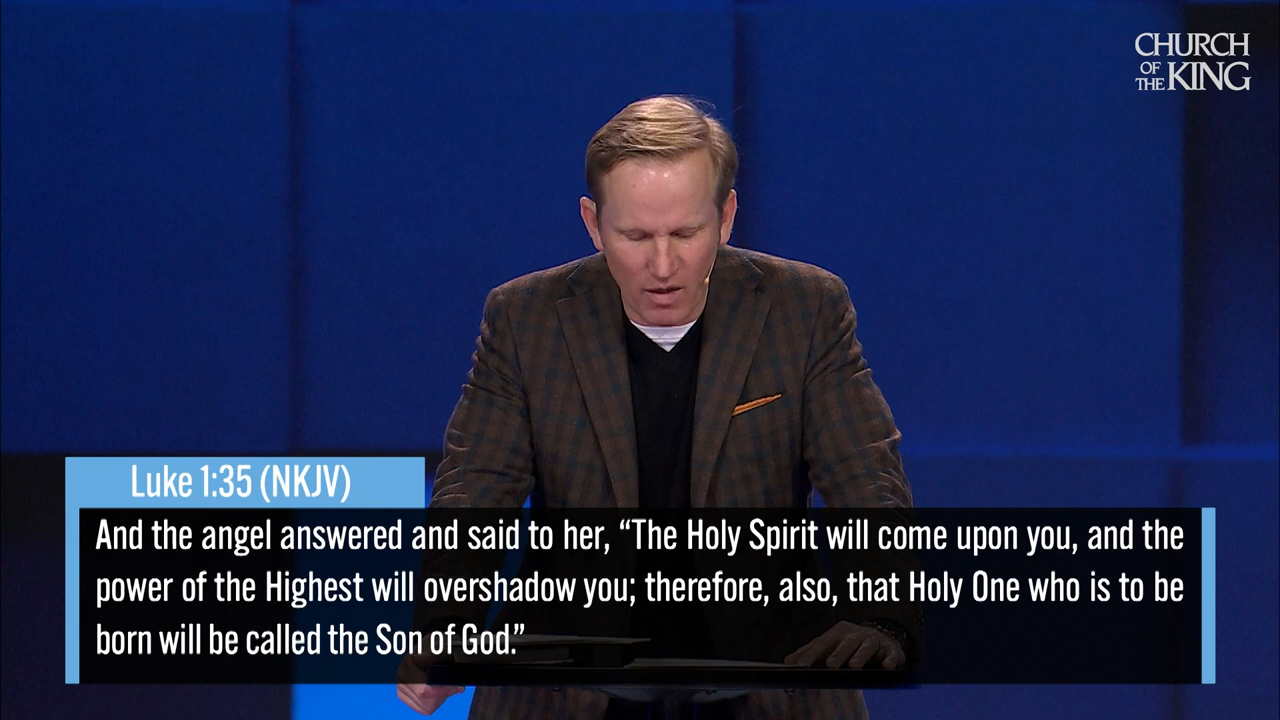 CHURCH
OF
THE KING
Luke 1:35 (NKJV)
And the angel answered and said to her, “The Holy Spirit will come upon you, and the
power of the Highest will overshadow you; therefore, also, that Holy One who is to be
born will be called the Son of God.”